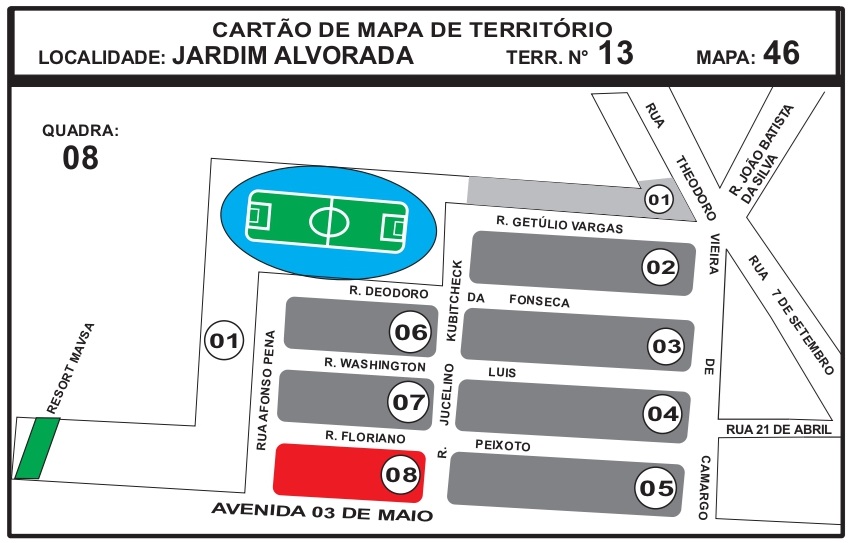 CARTÃO DE MAPA DE TERRITÓRIO
LOCALIDADE: JARDIM ALVORADA TERR. Nº 13 MAPA: 46
QUADRA:
08
RUA THEODORO VIEIRA DE CAMARGO
R. JOÃO BATISTA
DA SILVA
01
R. GETÚLIO VARGAS
02
RUA 7 DE SETEMBRO
R. DEODORO DA FONSECA
R. JUCELINO KUBITCHECK
01
06
03
RESORT MAVSA
RUA AFONSO PENA
R. WASHINGTON LUIS
07
04
RUA 21 DE ABRIL
R. FLORIANO PEIXOTO
08
05
AVENIDA 03 DE MAIO